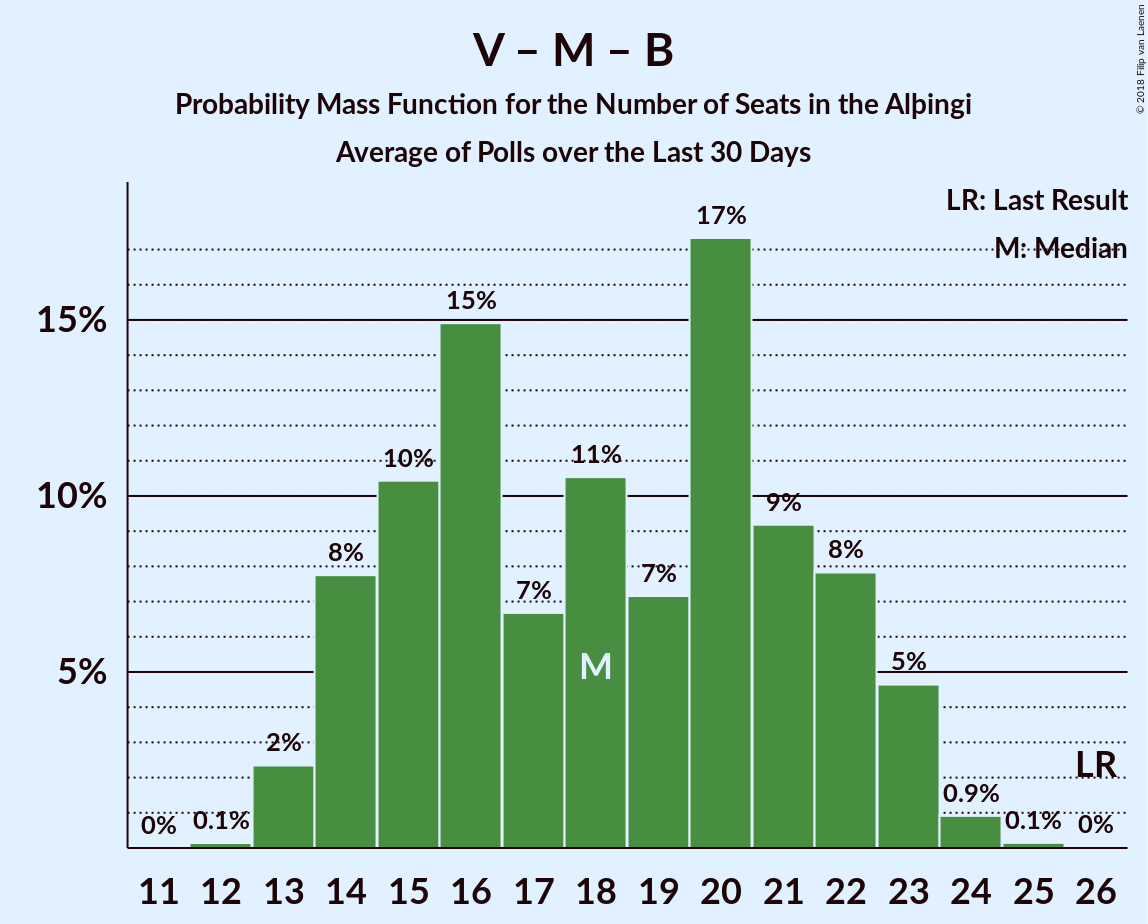 V – M – B
Probability Mass Function for the Number of Seats in the Alþingi
Average of Polls over the Last 30 Days
© 2018 Filip van Laenen
LR: Last Result
M: Median
17%
15%
15%
10%
11%
10%
9%
8%
8%
7%
7%
M
5%
5%
2%
LR
0%
0.1%
0.9%
0.1%
0%
11 12 13 14 15 16 17 18 19 20 21 22 23 24 25 26